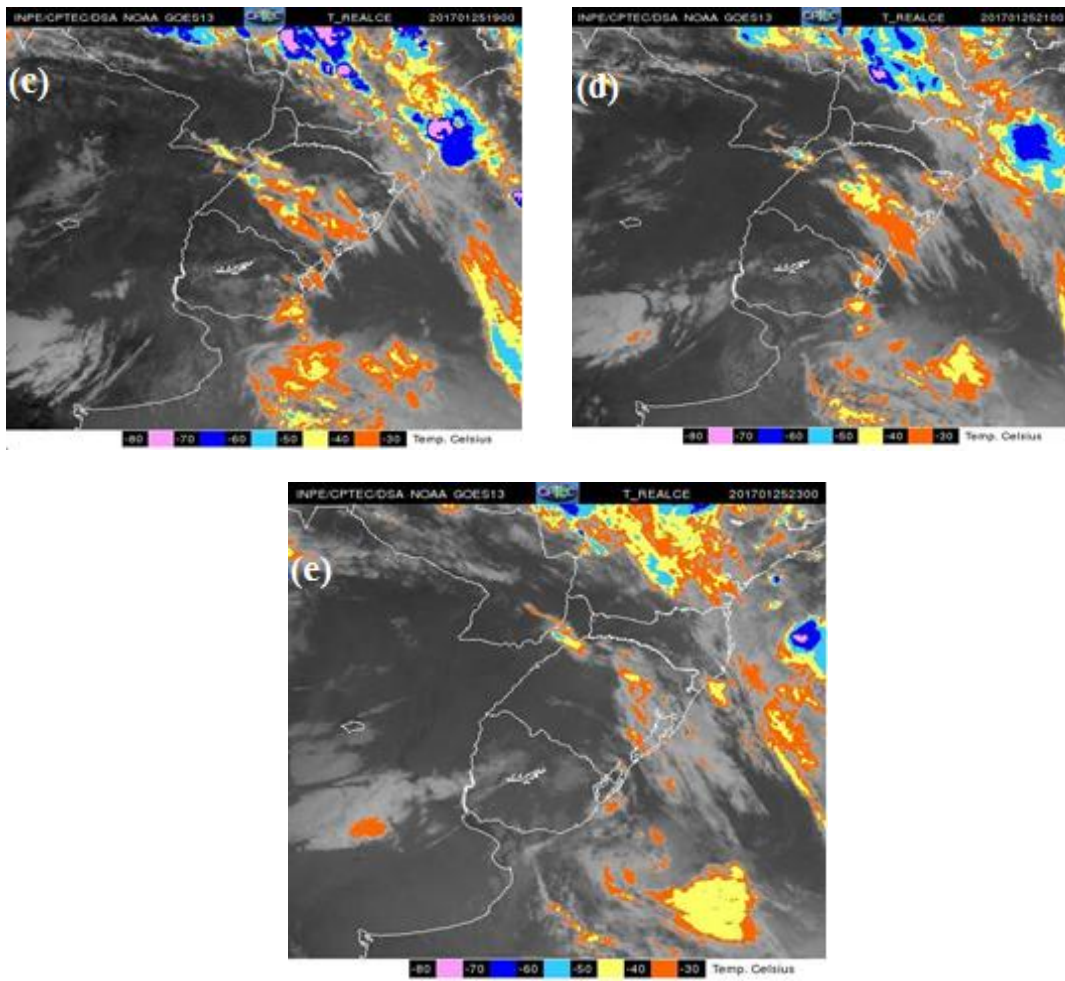 INPE/CPTEC/DSA NOAA GOES13 CPTEC T_REALCE 201701251900
(c)
-80 -70 -60 -50 -40 -30 Temp. Celsius
INPE/CPTEC/DSA NOAA GOES13 CPTEC T_REALCE 201701252100
(d)
-80 -70 -60 -50 -40 -30 Temp. Celsius
INPE/CPTEC/DSA NOAA GOES13 CPTEC T_REALCE 201701252300
(e)
-80 -70 -60 -50 -40 -30 Temp. Celsius